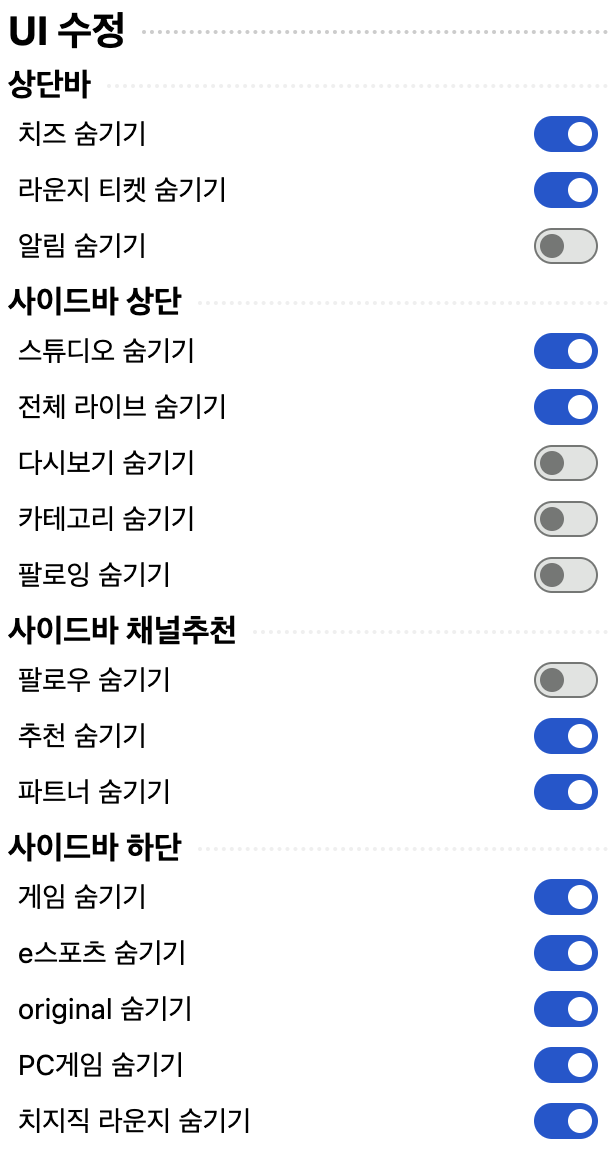 UI 수정
상단바
치즈 숨기기
라운지 티켓 숨기기
알림 숨기기
사이드바 상단
스튜디오 숨기기
전체 라이브 숨기기
다시보기 숨기기
카테고리 숨기기
팔로잉 숨기기
사이드바 채널추천
팔로우 숨기기
추천 숨기기
파트너 숨기기
사이드바 하단
게임 숨기기
e스포츠 숨기기
original 숨기기
PC게임 숨기기
치지직 라운지 숨기기